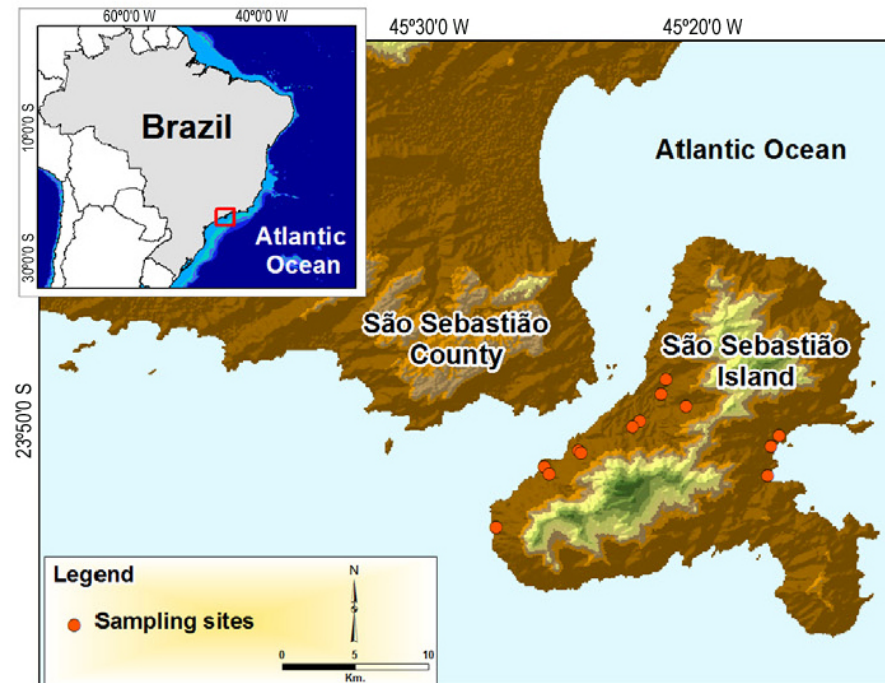 60°0'0 W
40°0'0 W
45°30'0 W
45°20'0 W
10°0'0 S
30°0'0 S
Brazil
Atlantic
Ocean
Atlantic Ocean
São Sebastião
County
São Sebastião
Island
23°50'0 S
Legend
Sampling sites
N
0 5 10
Km.